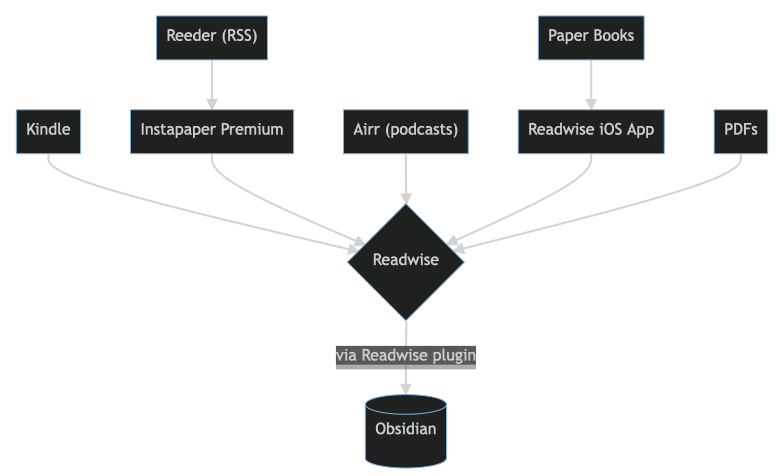 Reeder (RSS)
Paper Books
Kindle
Instapaper Premium
Airr (podcasts)
Readwise iOS App
PDFs
Readwise
via Readwise plugin
Obsidian